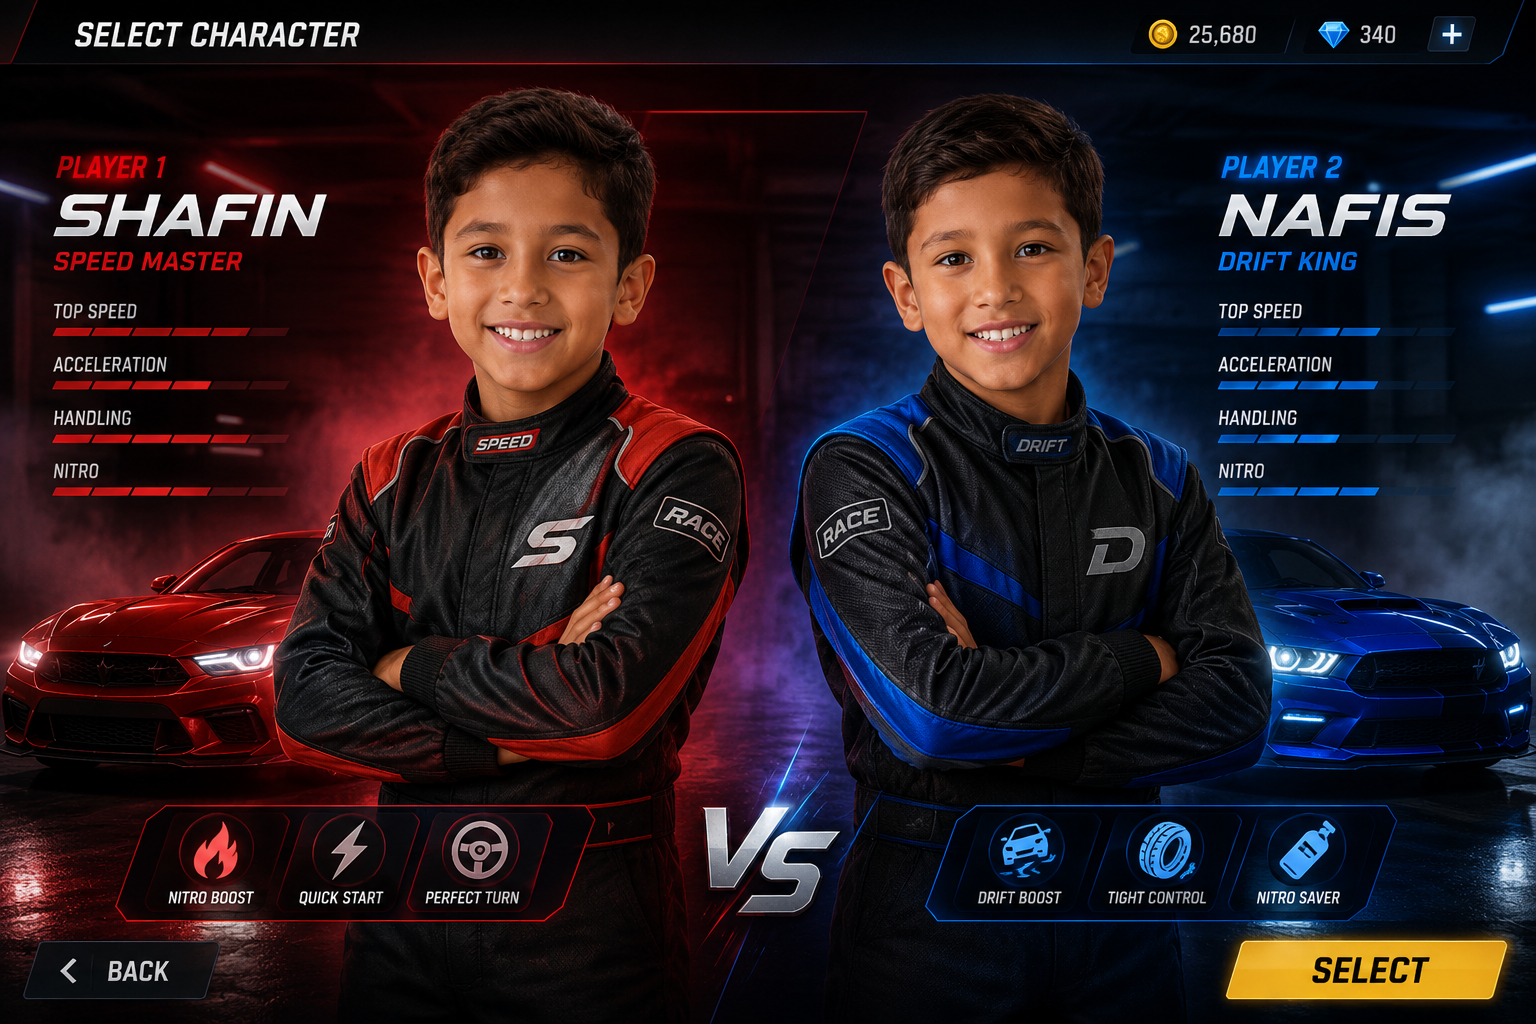 SELECT CHARACTER
25,680
340
+
PLAYER 1
SHAFIN
SPEED MASTER
TOP SPEED
ACCELERATION
HANDLING
NITRO
PLAYER 2
NAFIS
DRIFT KING
TOP SPEED
ACCELERATION
HANDLING
NITRO
SPEED
S
RACE
DRIFT
RACE
D
VS
NITRO BOOST
QUICK START
PERFECT TURN
DRIFT BOOST
TIGHT CONTROL
NITRO SAVER
BACK
SELECT